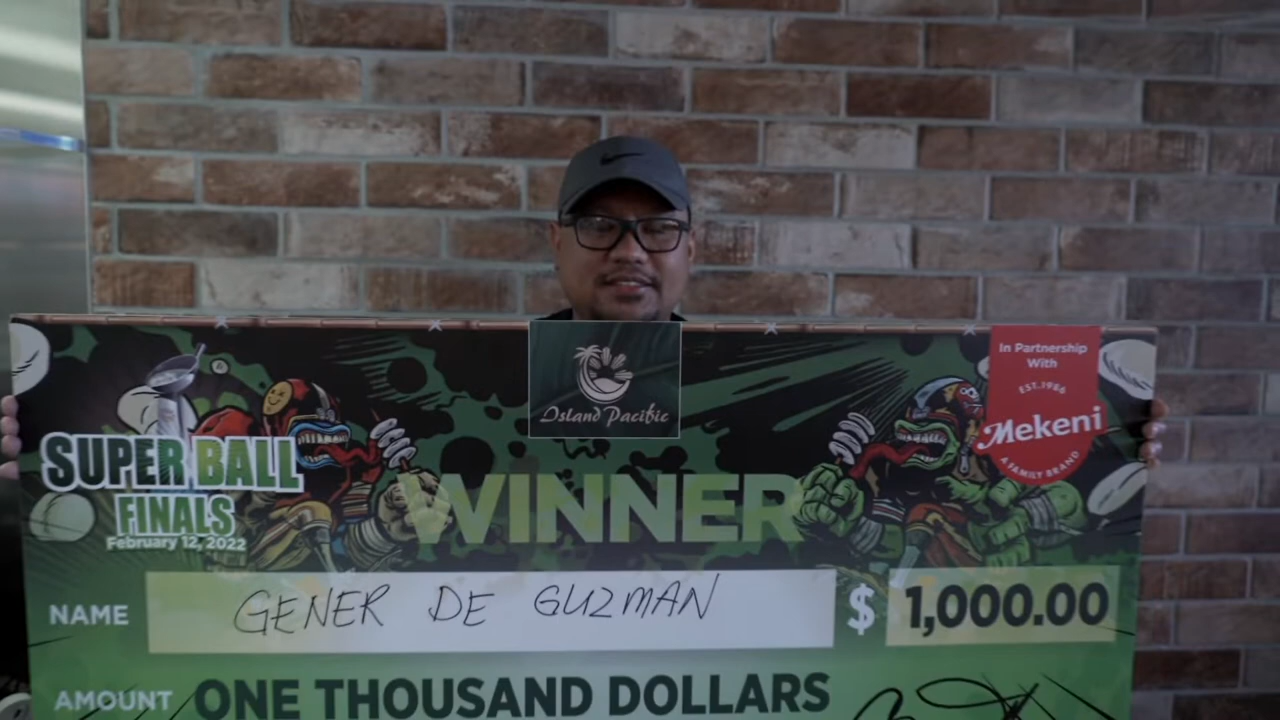 In Partnership
With
EST. 1986
Mekeni
A FAMILY BRAND
Island Pacific
SUPER BALL
FINALS
February 12, 2022
WINNER
NAME GENER DE GUZMAN $ 1,000.00
AMOUNT ONE THOUSAND DOLLARS